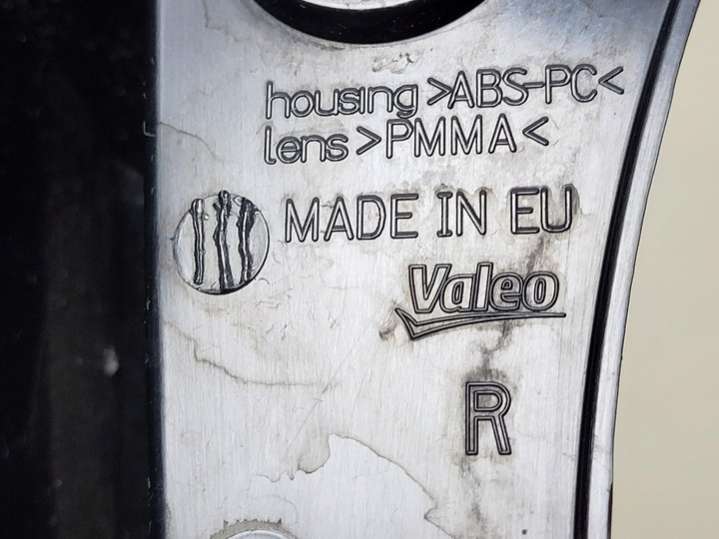 housing >ABS-PC<
lens >PMMA<
MADE IN EU
Valeo
R